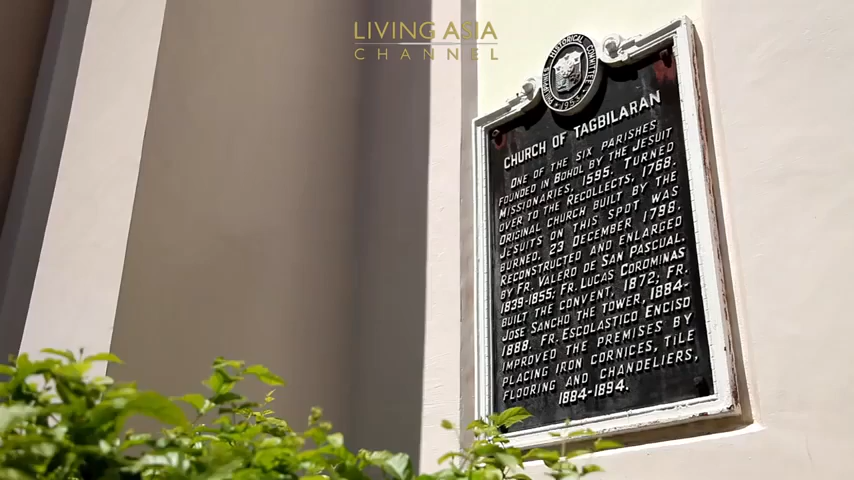 LIVING ASIA
CHANNEL
PHILIPPINE HISTORICAL COMMITTEE
1953
CHURCH OF TAGBILARAN
ONE OF THE SIX PARISHES
FOUNDED IN BOHOL BY THE JESUIT
MISSIONARIES, 1595. TURNED
OVER TO THE RECOLLECTS, 1768.
ORIGINAL CHURCH BUILT BY THE
JESUITS ON THIS SPOT WAS
BURNED, 23 DECEMBER 1798.
RECONSTRUCTED AND ENLARGED
BY FR. VALERO DE SAN PASCUAL.
1839-1855; FR. LUCAS COROMINAS
BUILT THE CONVENT, 1872; FR.
JOSE SANCHO THE TOWER, 1884-
1888. FR. ESCOLASTICO ENCISO
IMPROVED THE PREMISES BY
PLACING IRON CORNICES, TILE
FLOORING AND CHANDELIERS,
1884-1894.